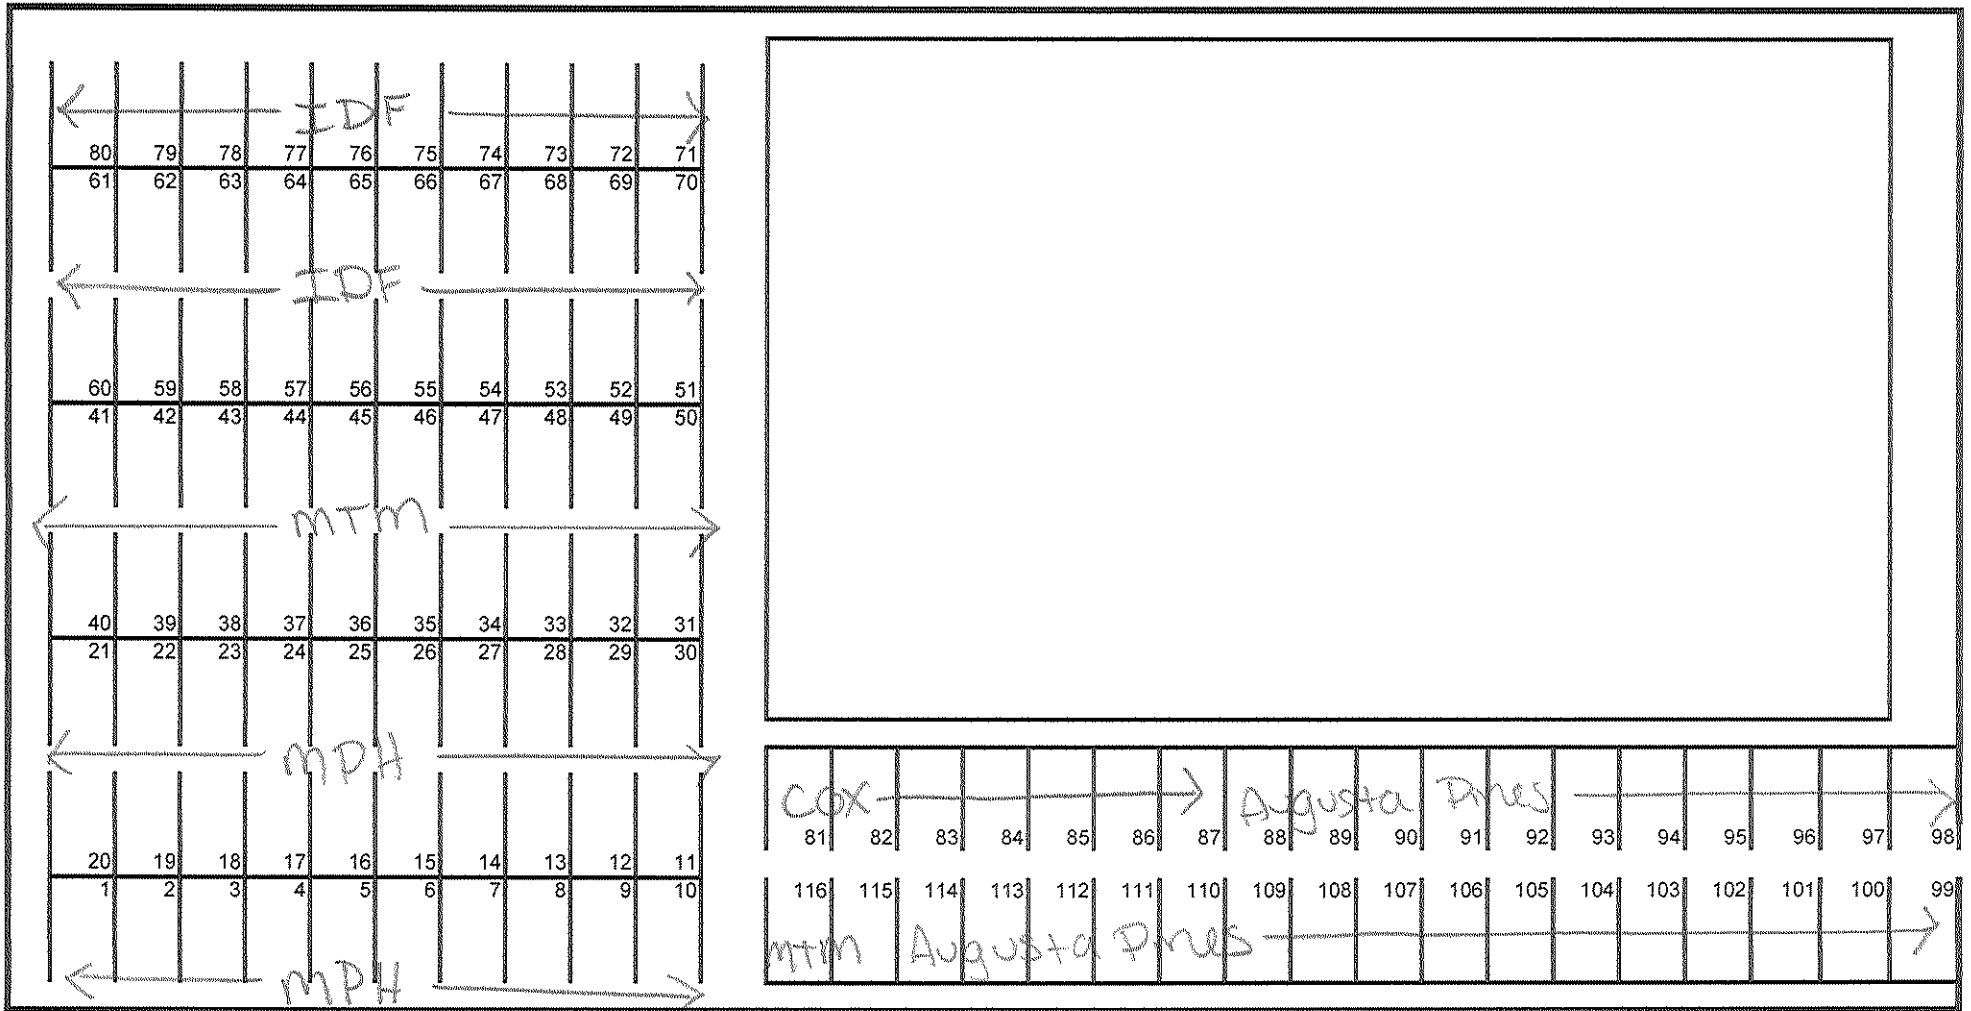 IDF
80 79 78 77 76 75 74 73 72 71
61 62 63 64 65 66 67 68 69 70
IDF
60 59 58 57 56 55 54 53 52 51
41 42 43 44 45 46 47 48 49 50
MTM
40 39 38 37 36 35 34 33 32 31
21 22 23 24 25 26 27 28 29 30
MPH
20 19 18 17 16 15 14 13 12 11
1 2 3 4 5 6 7 8 9 10
MPH
COX Augusta Pines
81 82 83 84 85 86 87 88 89 90 91 92 93 94 95 96 97 98
116 115 114 113 112 111 110 109 108 107 106 105 104 103 102 101 100 99
MTM Augusta Pines